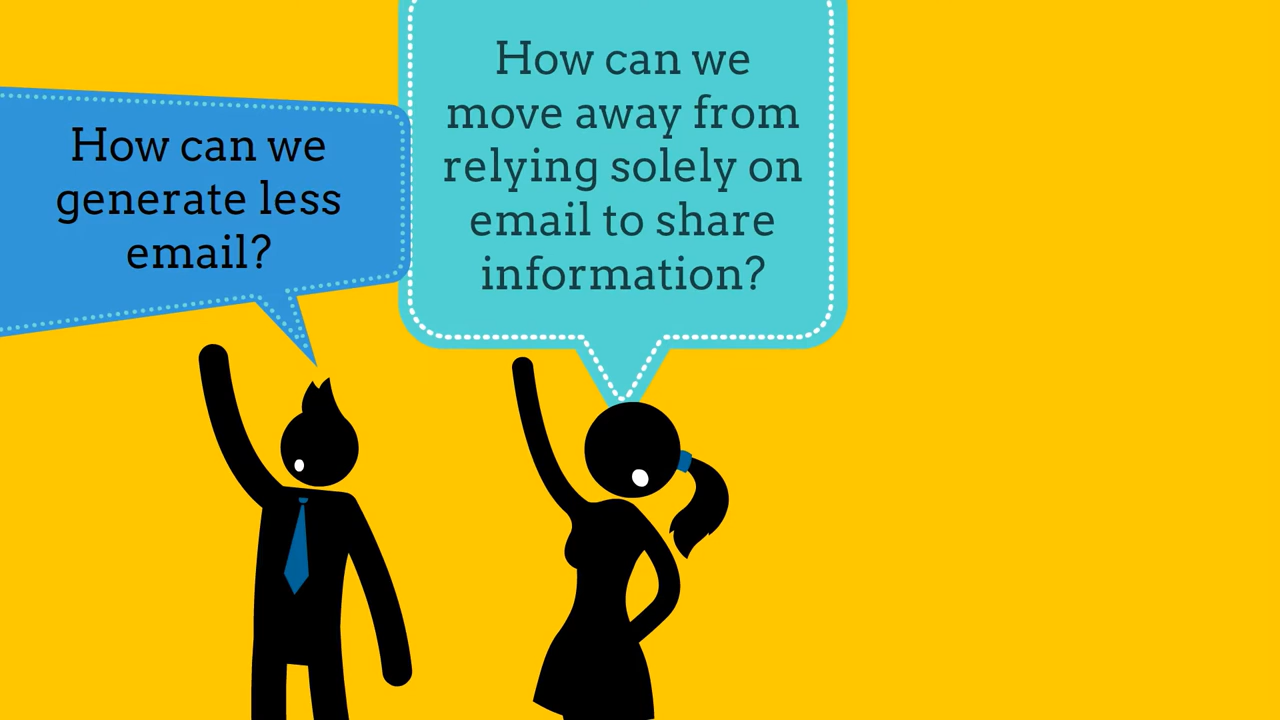 How can we
generate less
email?
How can we
move away from
relying solely on
email to share
information?